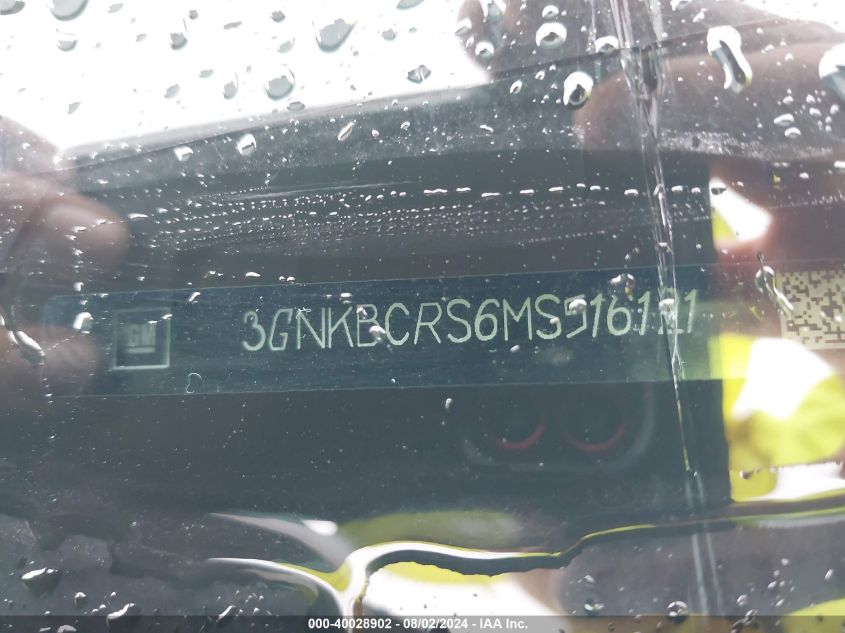 GM
3GNKBCRS6MS516121
000-40028902 - 08/02/2024 - IAA Inc.